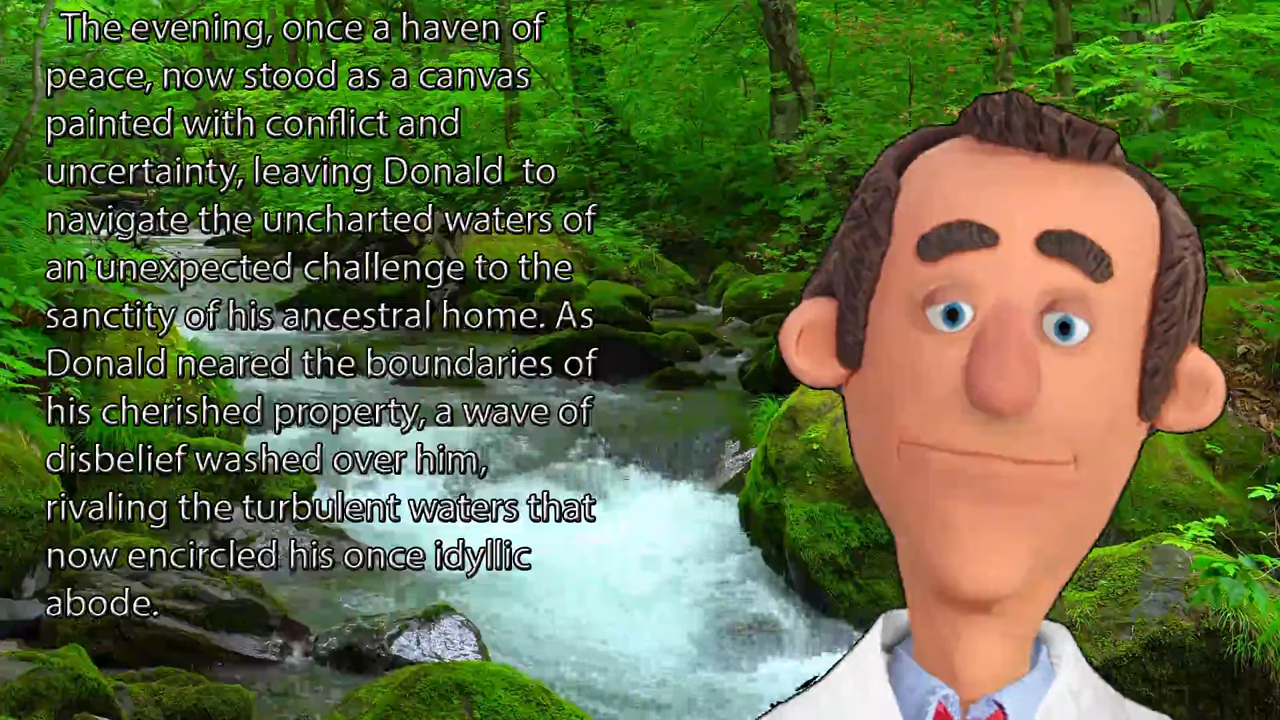 The evening, once a haven of
peace, now stood as a canvas
painted with conflict and
uncertainty, leaving Donald  to
navigate the uncharted waters of
an unexpected challenge to the
sanctity of his ancestral home. As
Donald neared the boundaries of
his cherished property, a wave of
disbelief washed over him,
rivaling the turbulent waters that
now encircled his once idyllic
abode.